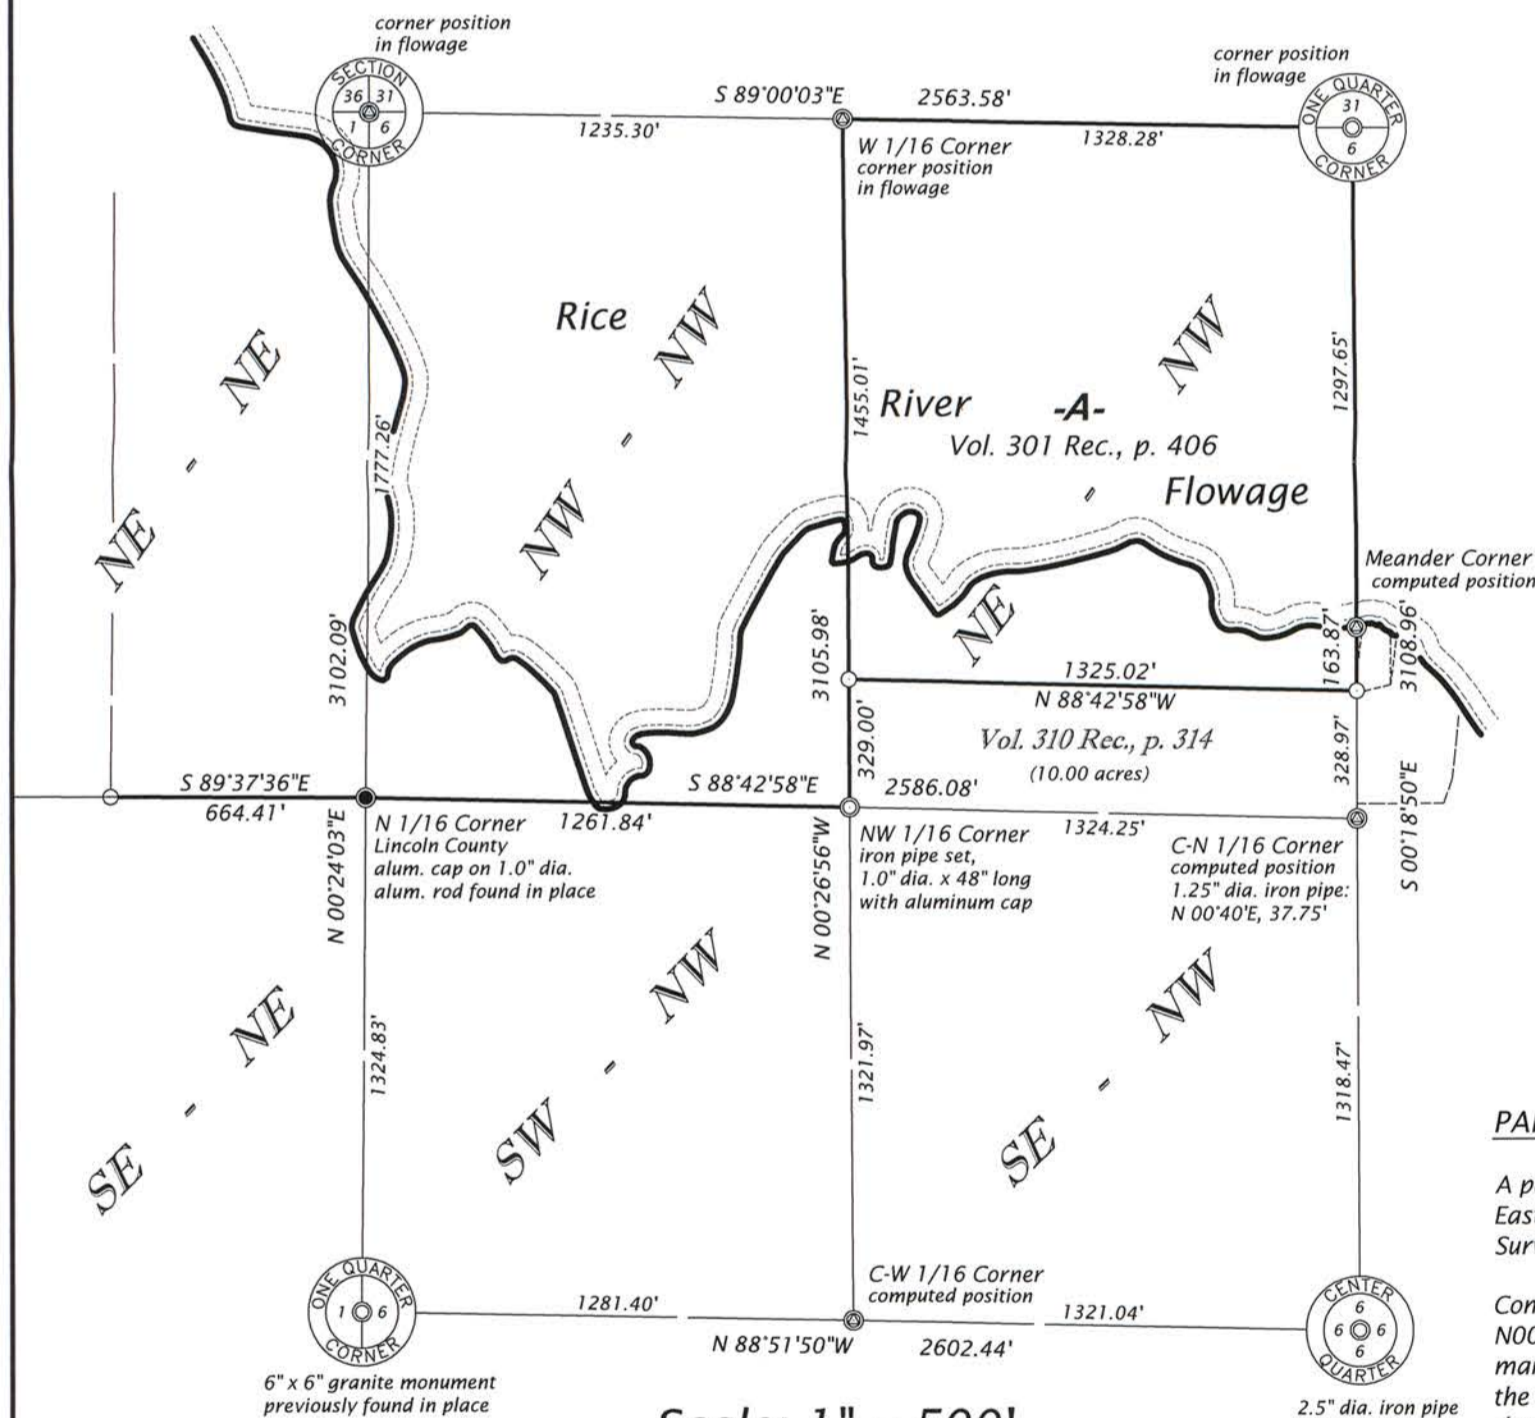 corner position
in flowage
SECTION
36 31
1 6
CORNER
S 89°00'03"E 2563.58'
1235.30'
1328.28'
W 1/16 Corner
corner position
in flowage
corner position
in flowage
ONE QUARTER
31
6
CORNER
NE - NE
Rice
NW - NW
NE - NW
River
-A-
Vol. 301 Rec., p. 406
Flowage
1455.01'
1297.65'
1777.26'
Meander Corner
computed position
3102.09'
3105.98'
163.87'
3108.96'
1325.02'
N 88°42'58"W
Vol. 310 Rec., p. 314
(10.00 acres)
329.00'
328.97'
S 89°37'36"E
664.41'
S 88°42'58"E
2586.08'
1261.84'
1324.25'
N 00°24'03"E
N 1/16 Corner
Lincoln County
alum. cap on 1.0" dia.
alum. rod found in place
N 00°26'56"W
NW 1/16 Corner
iron pipe set,
1.0" dia. x 48" long
with aluminum cap
C-N 1/16 Corner
computed position
1.25" dia. iron pipe:
N 00°40'E, 37.75'
S 00°18'50"E
SE - NE
SW - NW
SE - NW
1324.83'
1321.97'
1318.47'
ONE QUARTER
1 6
CORNER
6" x 6" granite monument
previously found in place
1281.40'
C-W 1/16 Corner
computed position
1321.04'
N 88°51'50"W 2602.44'
CENTER
6
6 6
6
QUARTER
2.5" dia. iron pipe
A p
Eas
Sur
Con
N00
mar
the